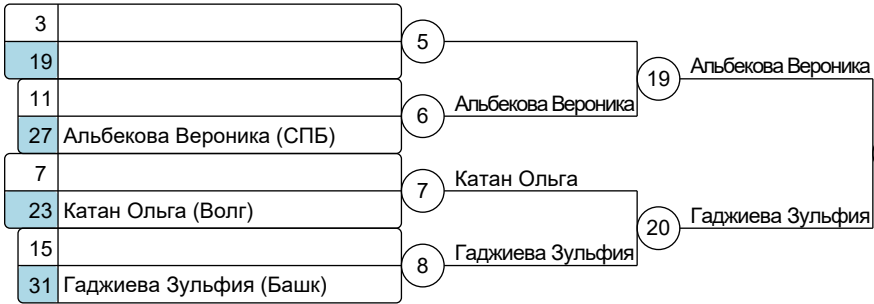 3
19
5
11
27 Альбекова Вероника (СПБ)
6 Альбекова Вероника
19 Альбекова Вероника
7
23 Катан Ольга (Волг)
7 Катан Ольга
15
31 Гаджиева Зульфия (Башк)
8 Гаджиева Зульфия
20 Гаджиева Зульфия